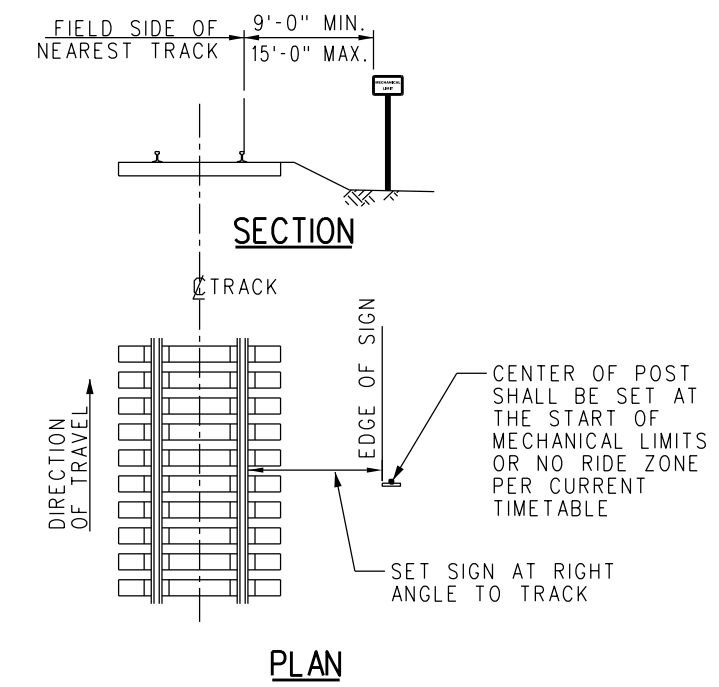 FIELD SIDE OF
NEAREST TRACK
9'-0" MIN.
15'-0" MAX.
MECHANICAL
LIMIT
SECTION
℄ TRACK
EDGE OF SIGN
DIRECTION
OF TRAVEL
CENTER OF POST
SHALL BE SET AT
THE START OF
MECHANICAL LIMITS
OR NO RIDE ZONE
PER CURRENT
TIMETABLE
SET SIGN AT RIGHT
ANGLE TO TRACK
PLAN